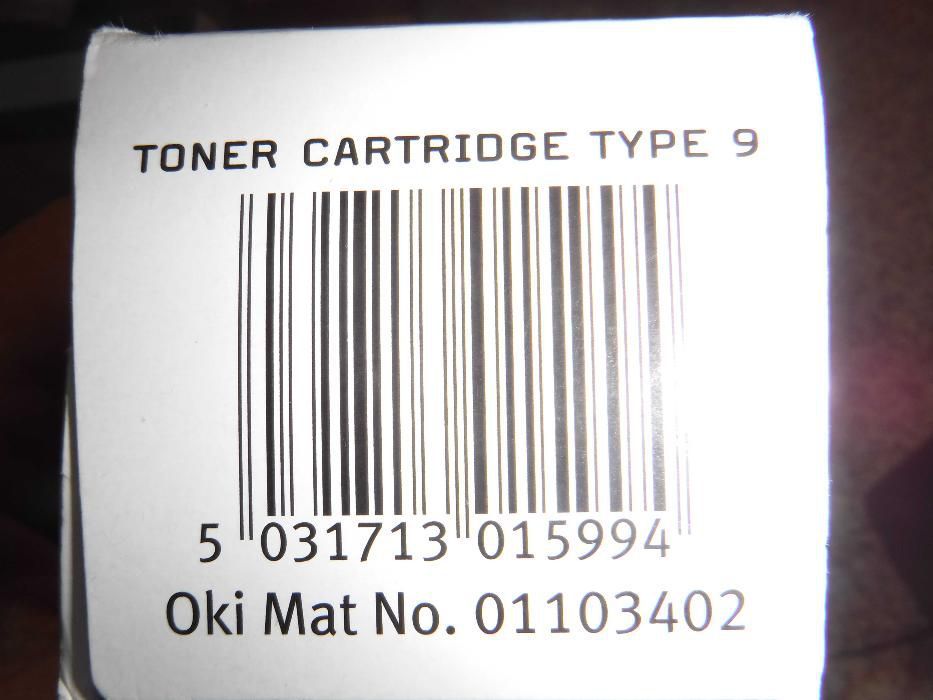 TONER CARTRIDGE TYPE 9
5 031713 015994
Oki Mat No. 01103402